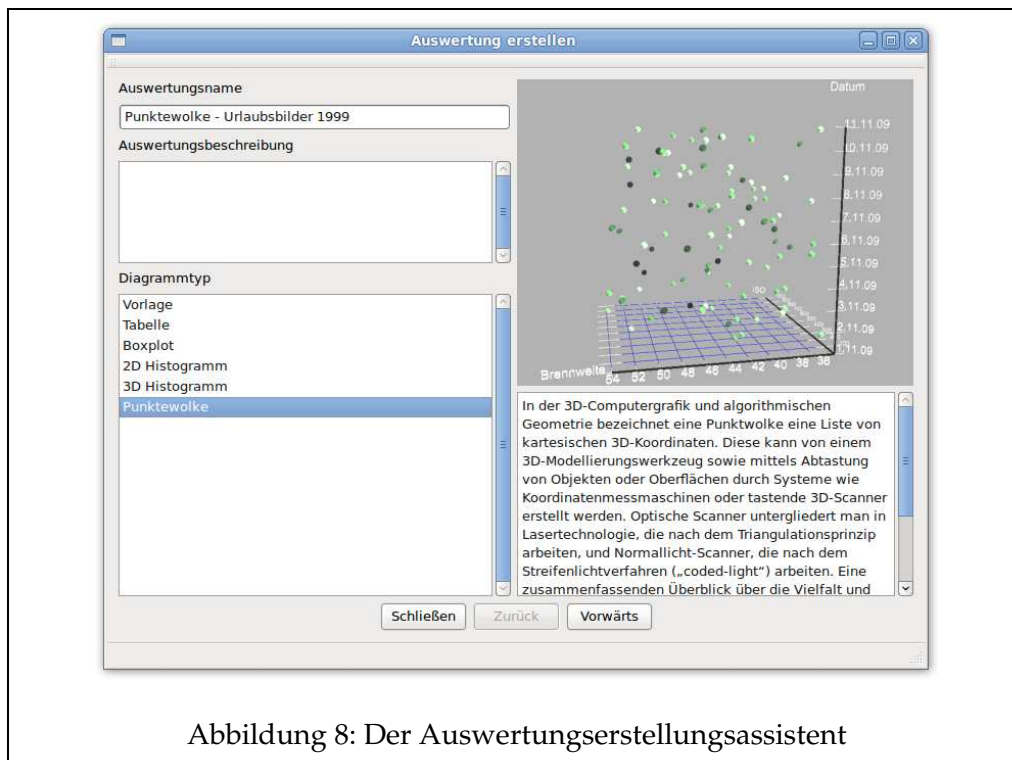 Auswertung erstellen
Auswertungsname
Punktewolke - Urlaubsbilder 1999
Auswertungsbeschreibung
Diagrammtyp
Vorlage
Tabelle
Boxplot
2D Histogramm
3D Histogramm
Punktewolke
Datum
11.11.09
10.11.09
9.11.09
8.11.09
7.11.09
6.11.09
5.11.09
4.11.09
3.11.09
2.11.09
1.11.09
ISO
Brennweite
54 52 50 48 46 44 42 40 38 36
In der 3D-Computergrafik und algorithmischen
Geometrie bezeichnet eine Punktwolke eine Liste von
kartesischen 3D-Koordinaten. Diese kann von einem
3D-Modellierungswerkzeug sowie mittels Abtastung
von Objekten oder Oberflächen durch Systeme wie
Koordinatenmessmaschinen oder tastende 3D-Scanner
erstellt werden. Optische Scanner untergliedert man in
Lasertechnologie, die nach dem Triangulationsprinzip
arbeiten, und Normallicht-Scanner, die nach dem
Streifenlichtverfahren („coded-light“) arbeiten. Eine
zusammenfassenden Überblick über die Vielfalt und
Schließen Zurück Vorwärts
Abbildung 8: Der Auswertungserstellungsassistent